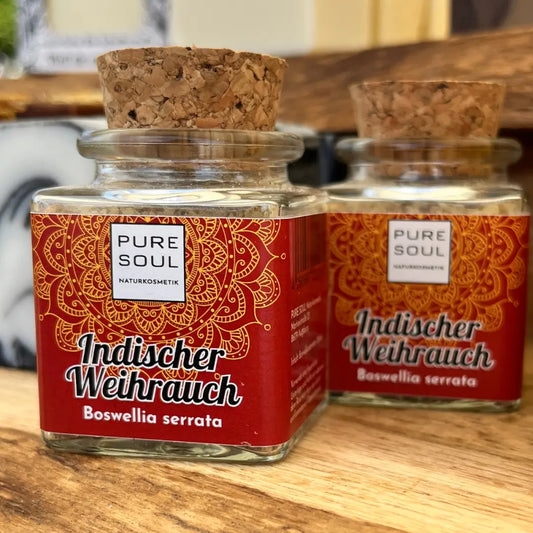 PURE
SOUL
NATURKOSMETIK
Indischer
Weihrauch
Boswellia serrata
PURE
SOUL
NATURKOSMETIK
Indischer
Weihrauch
Boswellia serrata